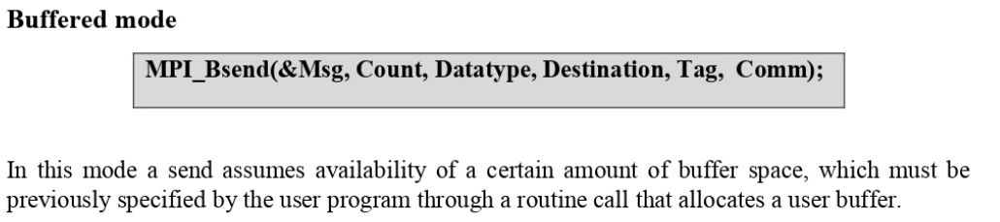 Buffered mode
MPI_Bsend(&Msg, Count, Datatype, Destination, Tag, Comm);
In this mode a send assumes availability of a certain amount of buffer space, which must be
previously specified by the user program through a routine call that allocates a user buffer.